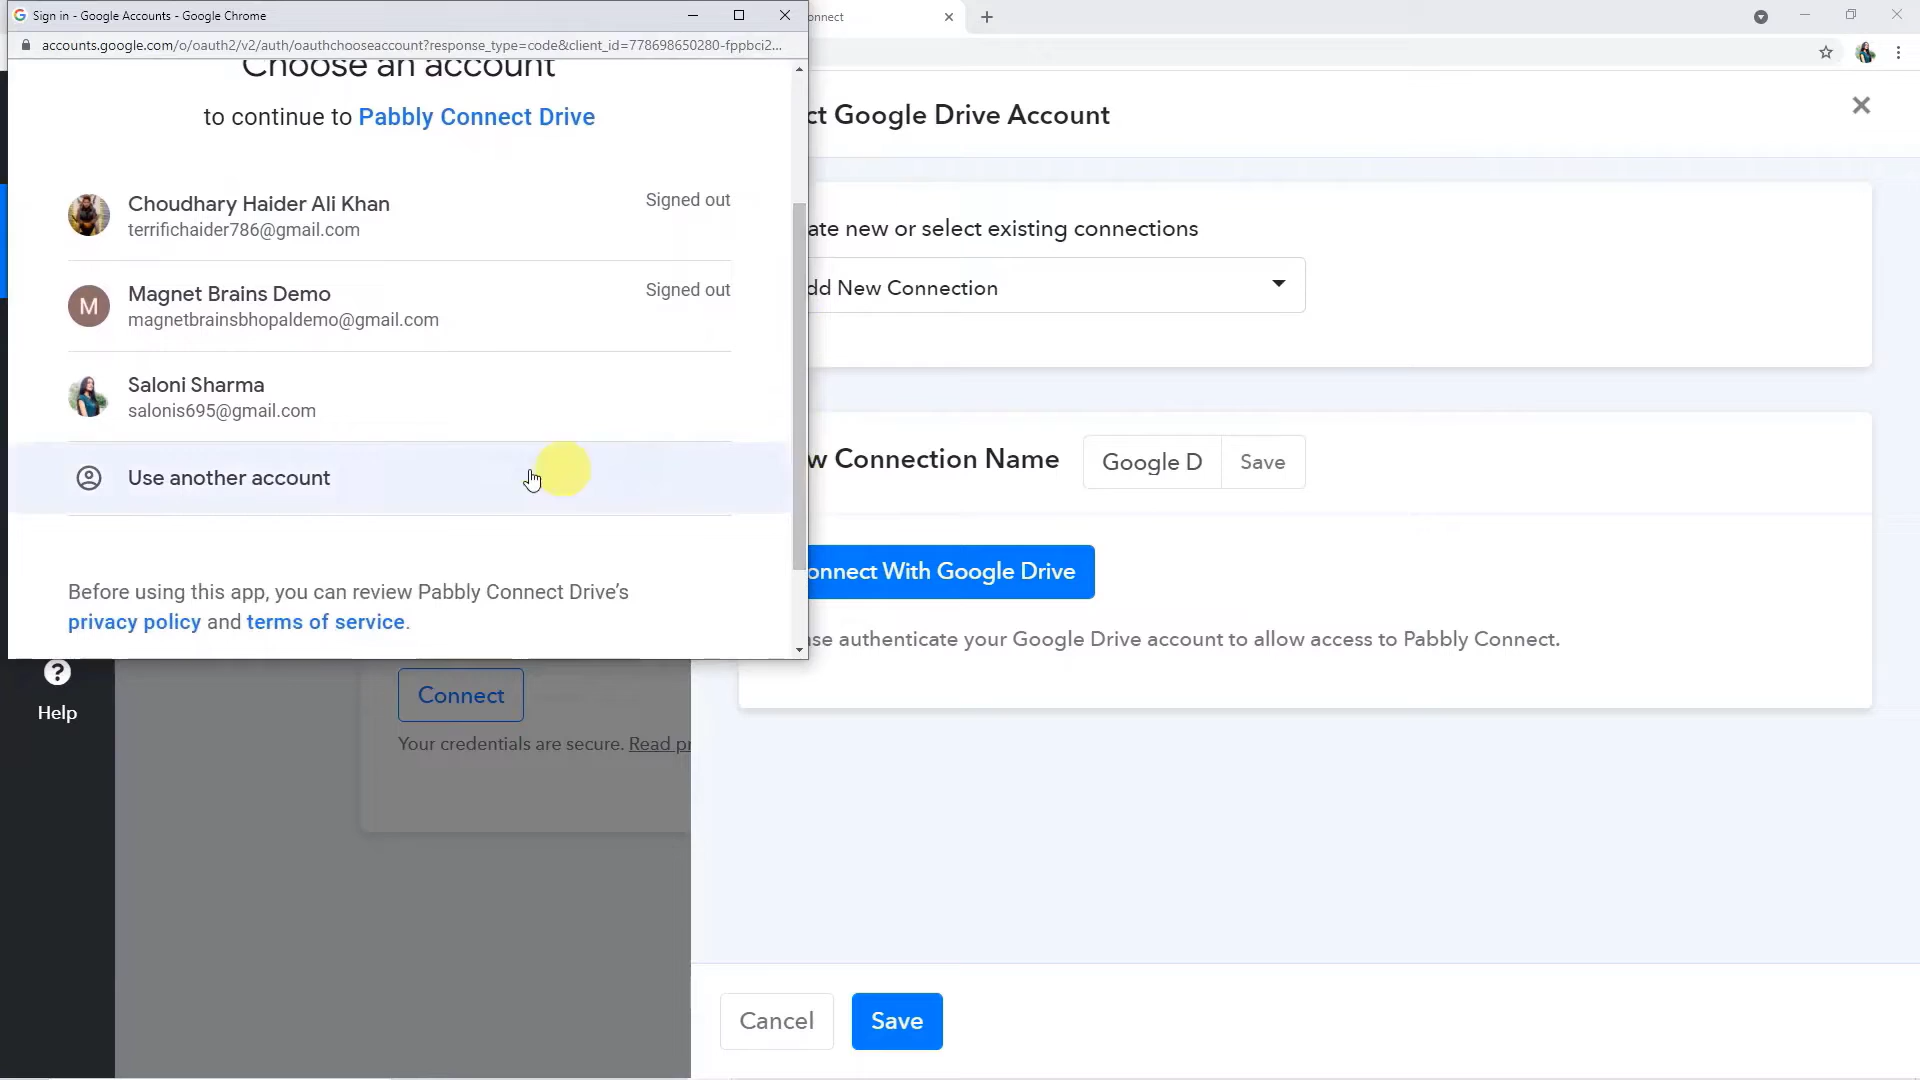 Sign in - Google Accounts - Google Chrome
onnect
accounts.google.com/o/oauth2/v2/auth/oauthchooseaccount?response_type=code&client_id=778698650280-fppbci2...
Choose an account
to continue to Pabbly Connect Drive
ct Google Drive Account
Choudhary Haider Ali Khan
Signed out
terrifichaider786@gmail.com
ate new or select existing connections
Magnet Brains Demo
Signed out
dd New Connection
M
magnetbrainsbhopaldemo@gmail.com
Saloni Sharma
salonis695@gmail.com
w Connection Name
Google D
Save
Use another account
onnect With Google Drive
Before using this app, you can review Pabbly Connect Drive's
privacy policy and terms of service.
se authenticate your Google Drive account to allow access to Pabbly Connect.
?
Help
Connect
Your credentials are secure. Read pr
Cancel
Save